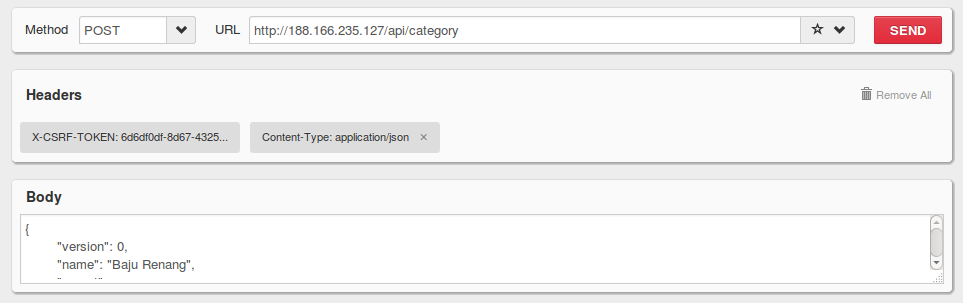 Method POST URL http://188.166.235.127/api/category SEND
Headers Remove All
X-CSRF-TOKEN: 6d6df0df-8d67-4325... Content-Type: application/json ×
Body
{
"version": 0,
"name": "Baju Renang",